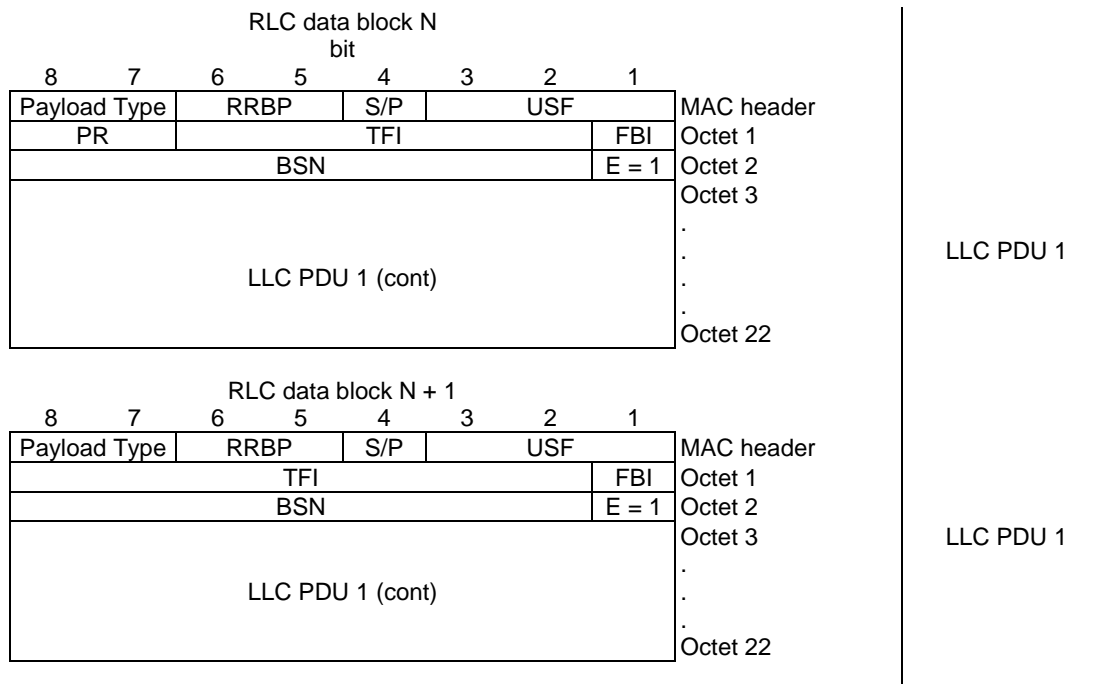 RLC data block N
bit
8 7 6 5 4 3 2 1
Payload Type RRBP S/P USF MAC header
PR TFI FBI Octet 1
BSN E = 1 Octet 2
Octet 3
.
.
LLC PDU 1
LLC PDU 1 (cont)
.
.
Octet 22
RLC data block N + 1
8 7 6 5 4 3 2 1
Payload Type RRBP S/P USF MAC header
TFI FBI Octet 1
BSN E = 1 Octet 2
Octet 3 LLC PDU 1
.
LLC PDU 1 (cont) .
.
Octet 22